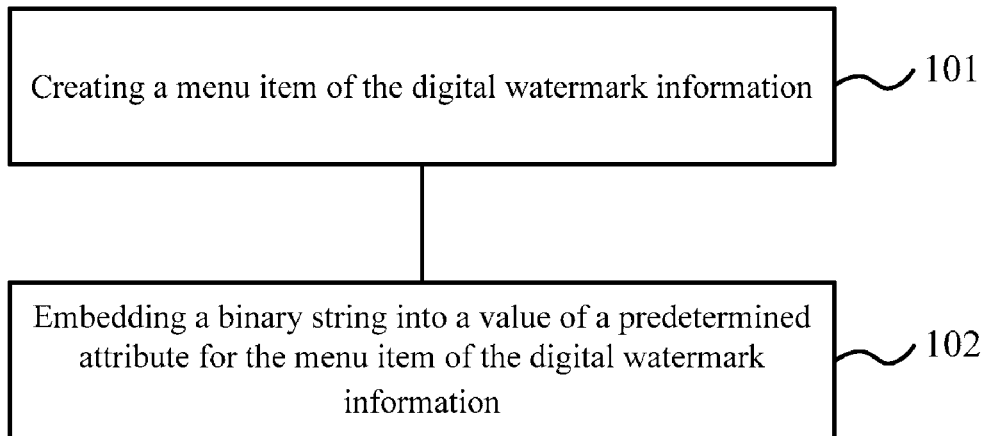 Creating a menu item of the digital watermark information
101
Embedding a binary string into a value of a predetermined
attribute for the menu item of the digital watermark
information
102